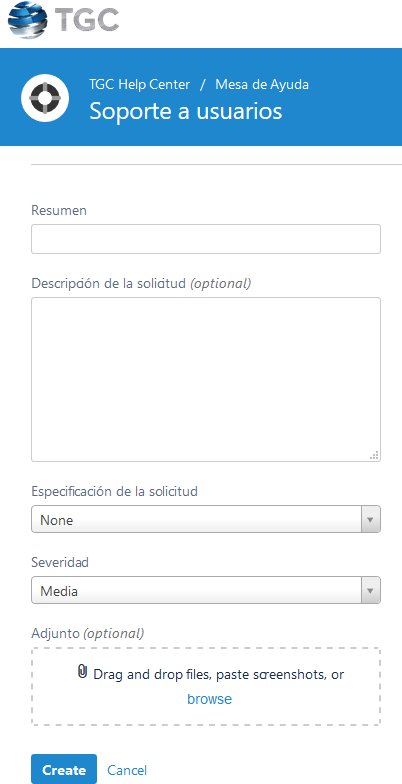 TGC
TGC Help Center / Mesa de Ayuda
Soporte a usuarios
Resumen
Descripción de la solicitud (optional)
Especificación de la solicitud
None
Severidad
Media
Adjunto (optional)
Drag and drop files, paste screenshots, or
browse
Create Cancel